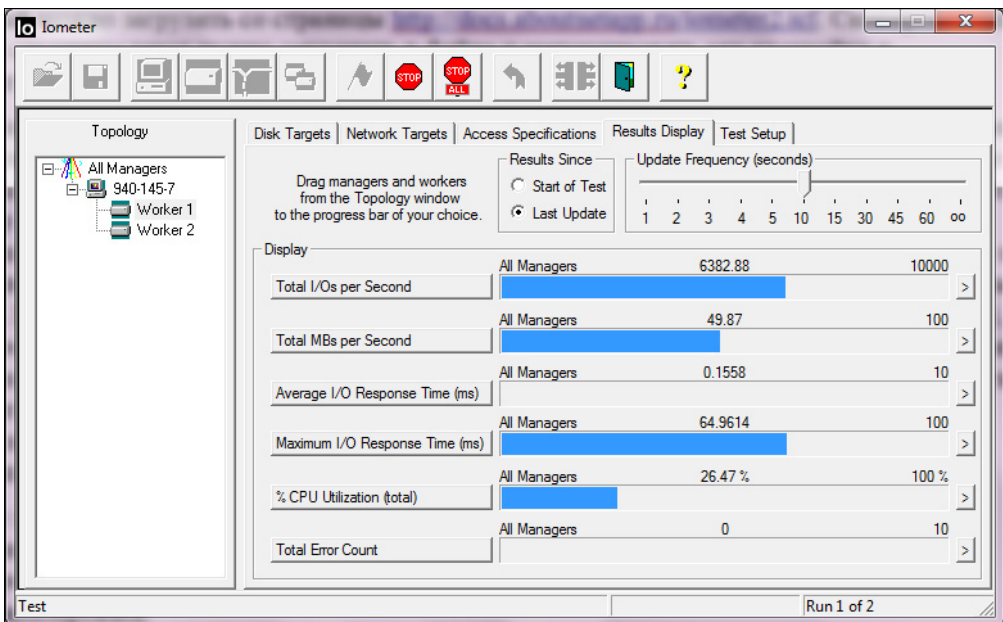 Iometer
STOP
STOP
ALL
?
Topology
All Managers
940-145-7
Worker 1
Worker 2
Disk Targets
Network Targets
Access Specifications
Results Display
Test Setup
Drag managers and workers
from the Topology window
to the progress bar of your choice.
Results Since
Start of Test
Last Update
Update Frequency (seconds)
1 2 3 4 5 10 15 30 45 60 oo
Display
All Managers 6382.88 10000
Total I/Os per Second >
All Managers 49.87 100
Total MBs per Second >
All Managers 0.1558 10
Average I/O Response Time (ms) >
All Managers 64.9614 100
Maximum I/O Response Time (ms) >
All Managers 26.47 % 100 %
% CPU Utilization (total) >
All Managers 0 10
Total Error Count >
Test
Run 1 of 2